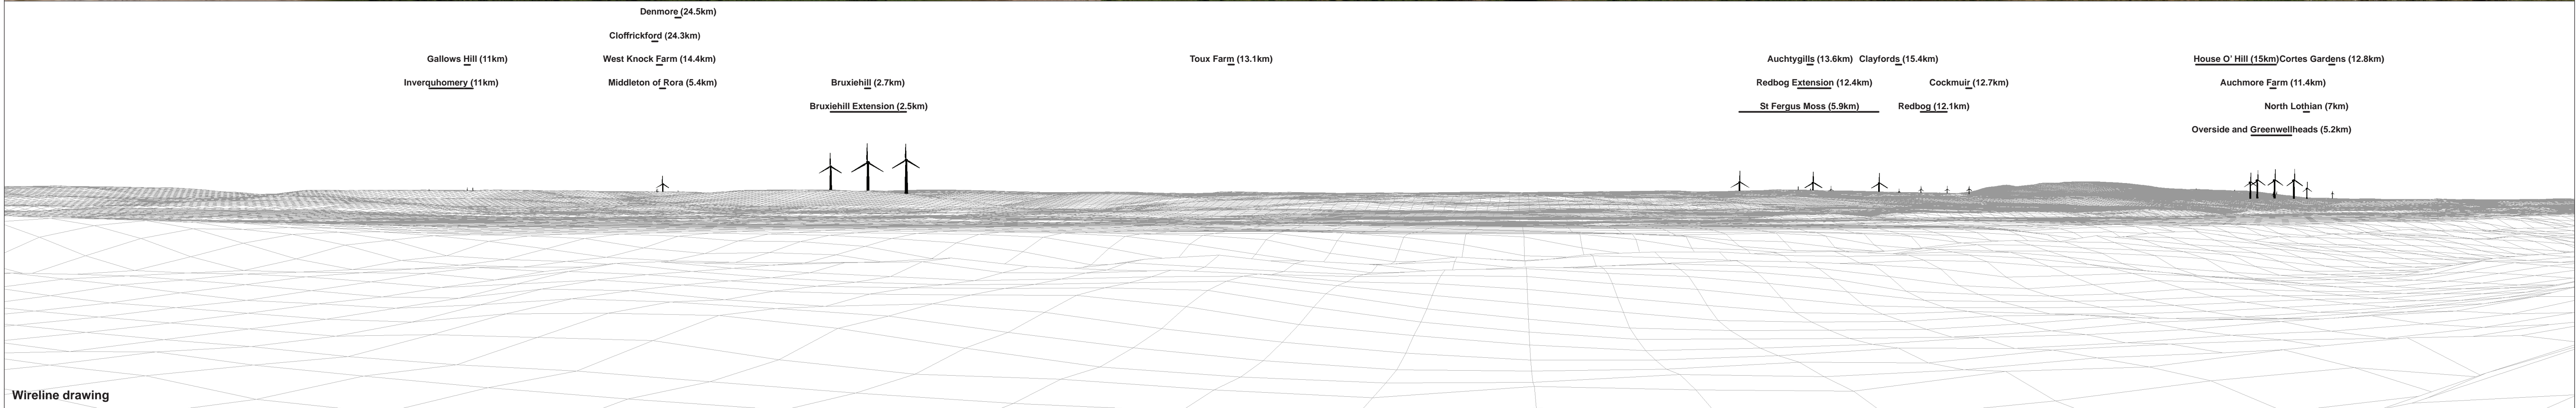 Denmore (24.5km)
Cloffrickford (24.3km)
Gallows Hill (11km)
West Knock Farm (14.4km)
Toux Farm (13.1km)
Auchtygills (13.6km)
Clayfords (15.4km)
House O' Hill (15km)
Cortes Gardens (12.8km)
Inverquhomery (11km)
Middleton of Rora (5.4km)
Bruxiehill (2.7km)
Redbog Extension (12.4km)
Cockmuir (12.7km)
Auchmore Farm (11.4km)
Bruxiehill Extension (2.5km)
St Fergus Moss (5.9km)
Redbog (12.1km)
North Lothian (7km)
Overside and Greenwellheads (5.2km)
Wireline drawing